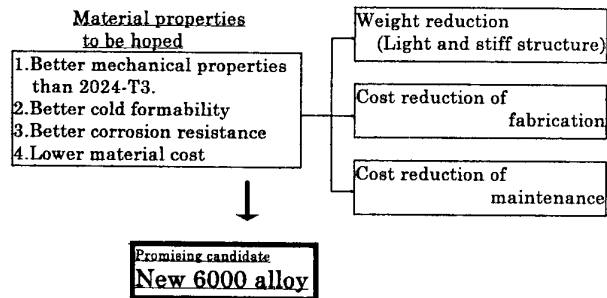 Material properties
to be hoped
1.Better mechanical properties
than 2024-T3.
2.Better cold formability
3.Better corrosion resistance
4.Lower material cost
Weight reduction
(Light and stiff structure)
Cost reduction of
fabrication
Cost reduction of
maintenance
Promising candidate
New 6000 alloy